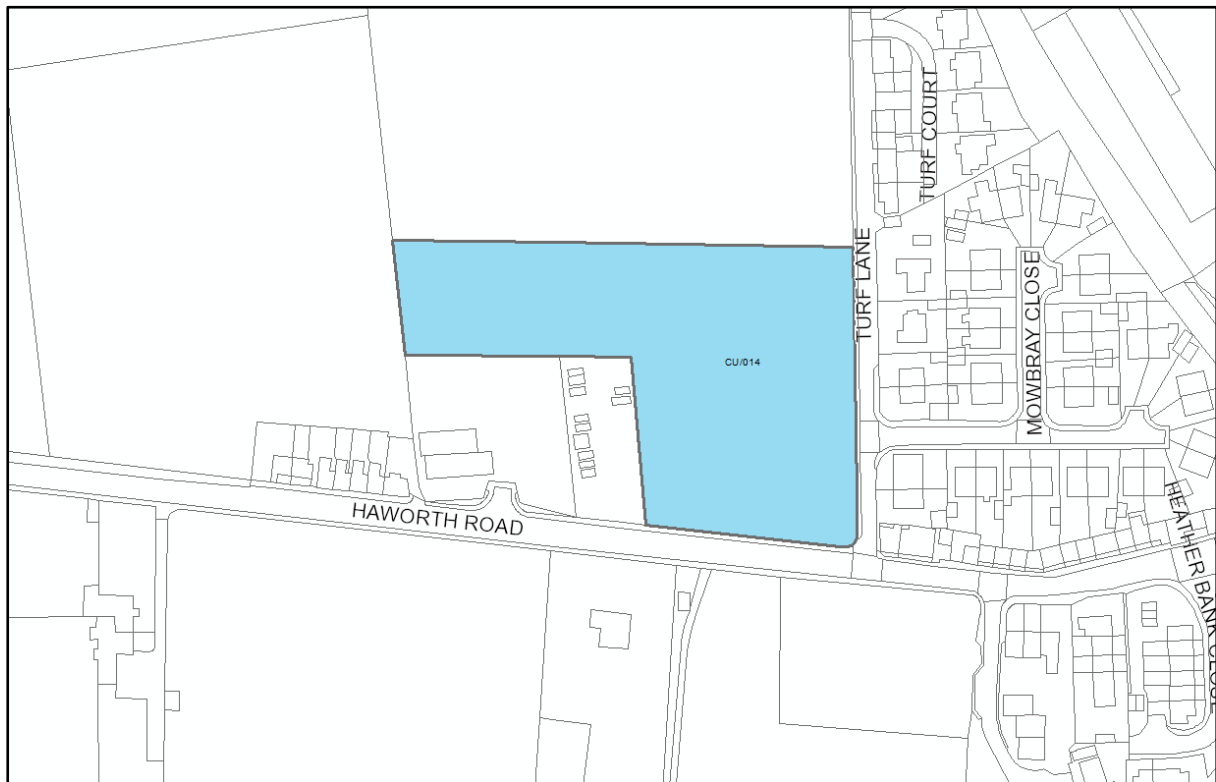 TURF COURT
TURF LANE
MOWBRAY CLOSE
CU/014
HEATHER BANK CLOSE
HAWORTH ROAD